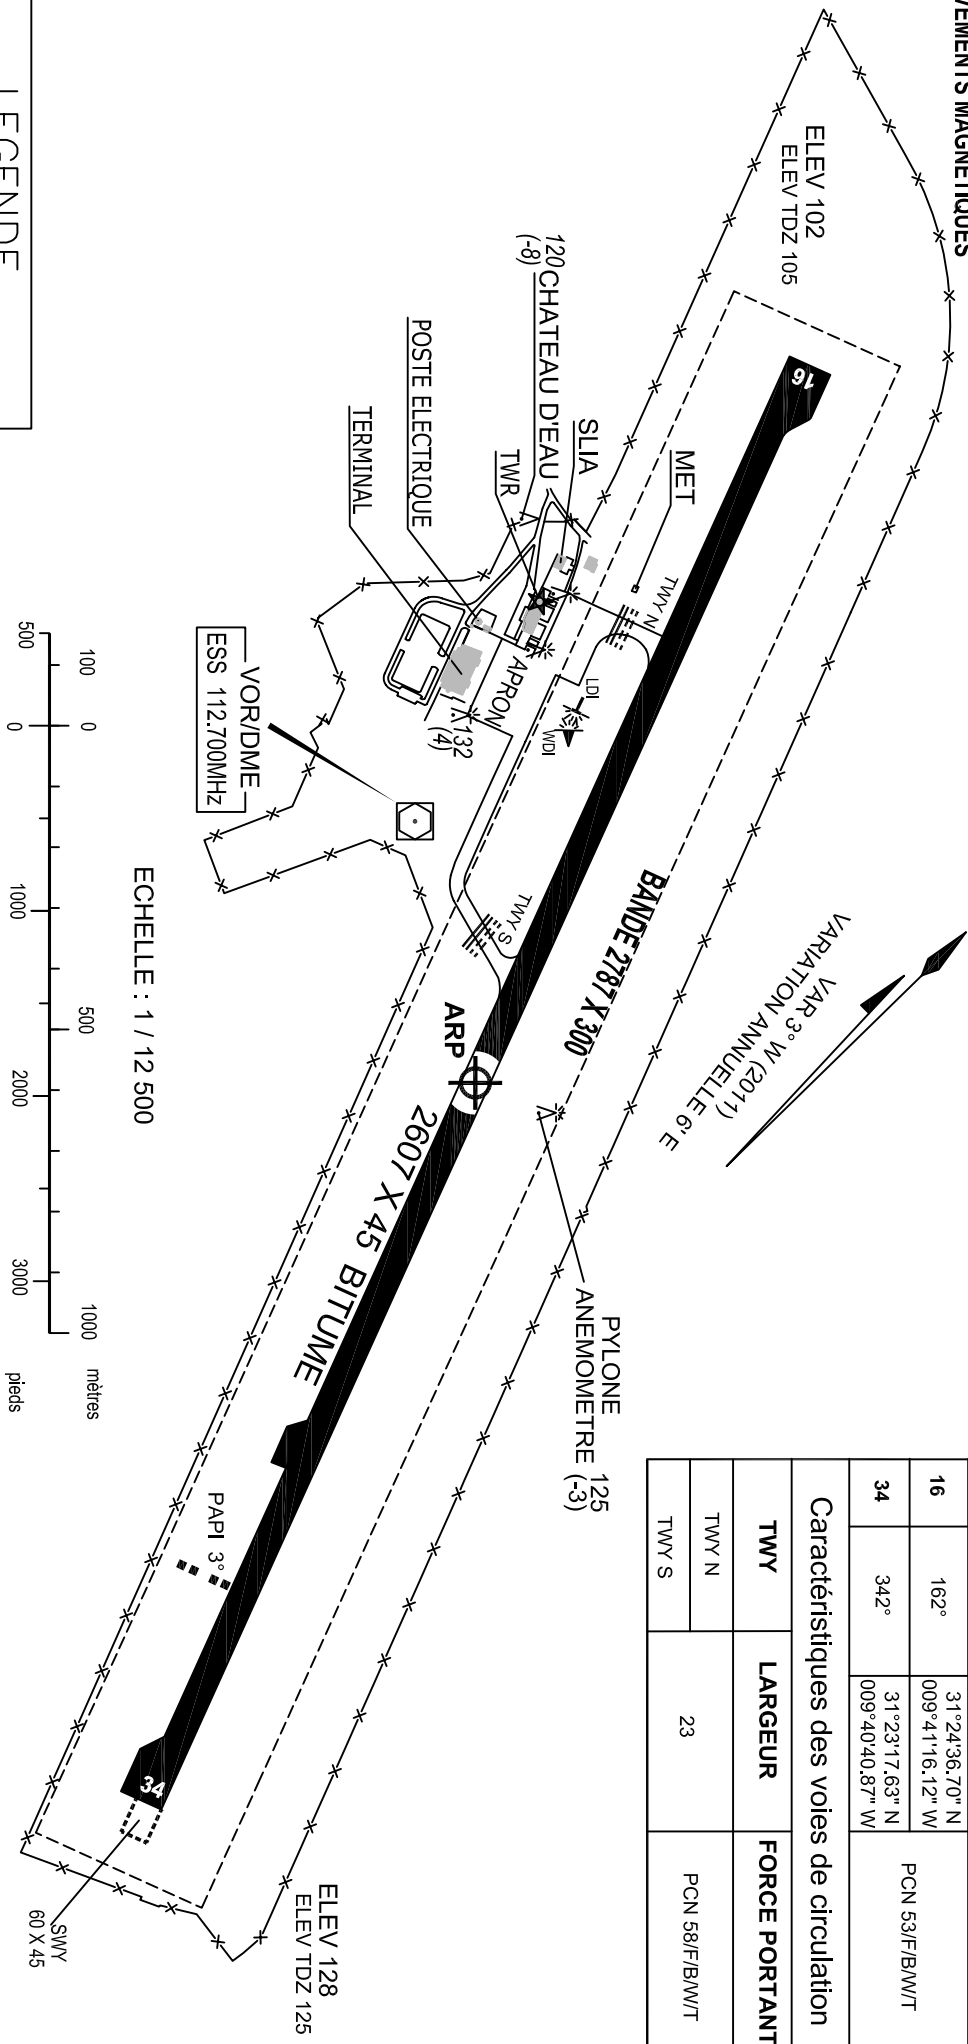 VEMENTS MAGNETIQUES
16
162°
31°24'36.70" N
009°41'16.12" W
34
342°
31°23'17.63" N
009°40'40.87" W
PCN 53/F/B/W/T
Caractéristiques des voies de circulation
TWY
LARGEUR
FORCE PORTANT
TWY N
TWY S
23
PCN 58/F/B/W/T
VAR 3° W (2011)
VARIATION ANNUELLE 6' E
ELEV 102
ELEV TDZ 105
16
BANDE 2787 X 300
MET
SLIA
120 CHATEAU D'EAU
(-8)
TWR
POSTE ELECTRIQUE
TERMINAL
TWY N
LDI
WDI
APRON
132
(4)
VOR/DME
ESS 112.700MHz
TWY S
ARP
2607 X 45 BITUME
PYLONE
ANEMOMETRE
125
(-3)
PAPI 3°
34
ELEV 128
ELEV TDZ 125
SWY
60 X 45
ECHELLE : 1 / 12 500
100 0 500 1000 mètres
500 0 1000 2000 3000 pieds
LEGENDE